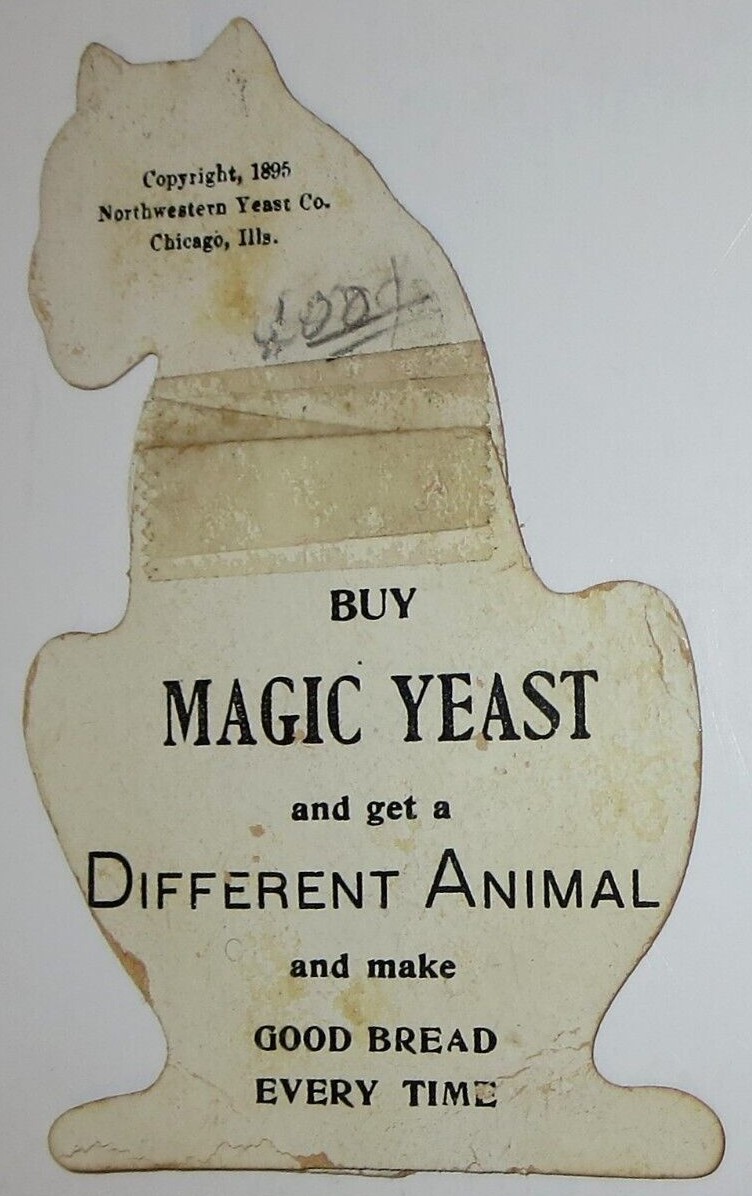 Copyright, 1895
Northwestern Yeast Co.
Chicago, Ills.
BUY
MAGIC YEAST
and get a
DIFFERENT ANIMAL
and make
GOOD BREAD
EVERY TIME